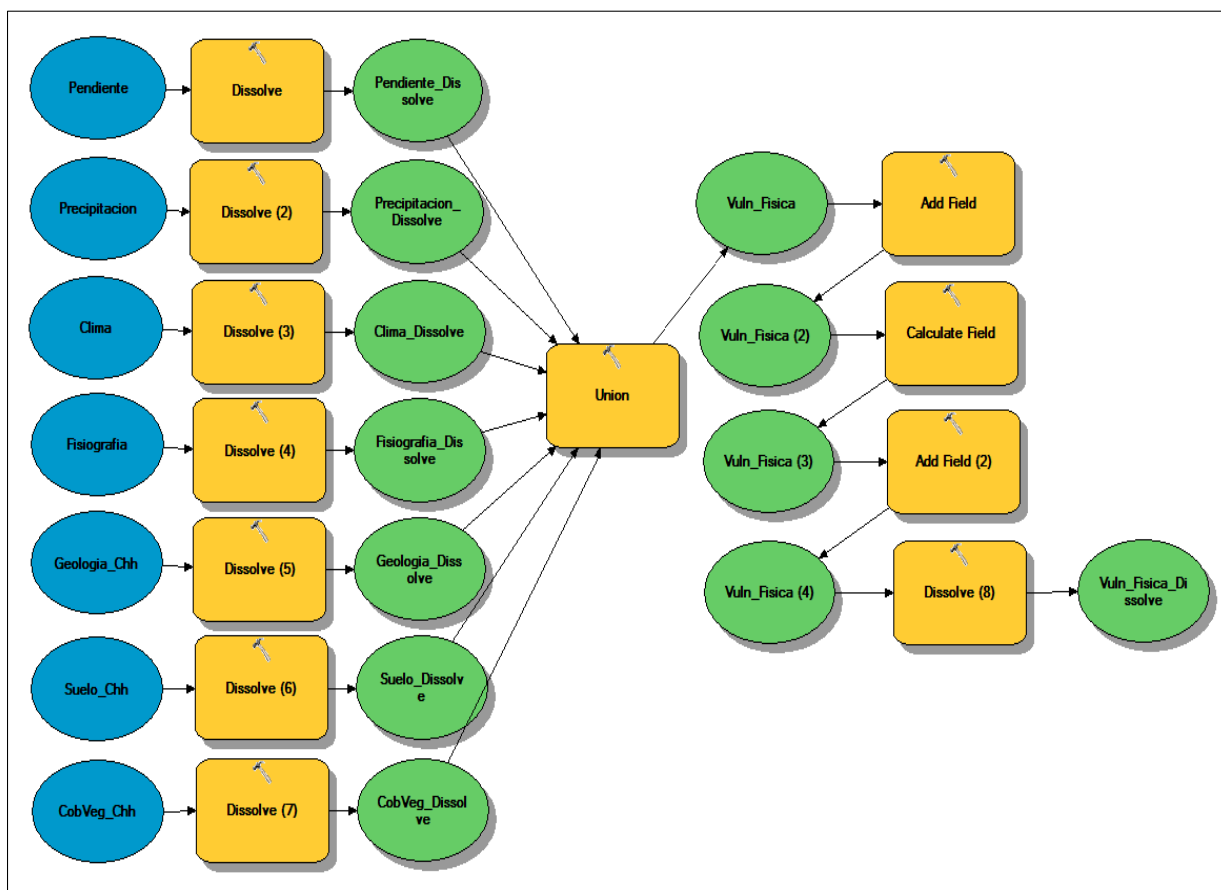 Pendiente
Dissolve
Pendiente_Dis
solve
Precipitacion
Dissolve (2)
Precipitacion_
Dissolve
Clima
Dissolve (3)
Clima_Dissolve
Fisiografia
Dissolve (4)
Fisiografia_Dis
solve
Geologia_Chh
Dissolve (5)
Geologia_Diss
olve
Suelo_Chh
Dissolve (6)
Suelo_Dissolv
e
CobVeg_Chh
Dissolve (7)
CobVeg_Dissol
ve
Union
Vuln_Fisica
Add Field
Vuln_Fisica (2)
Calculate Field
Vuln_Fisica (3)
Add Field (2)
Vuln_Fisica (4)
Dissolve (8)
Vuln_Fisica_Di
ssolve